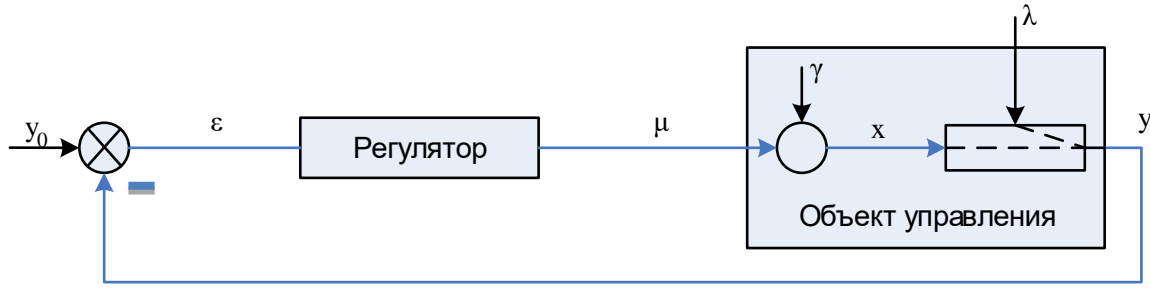 λ
γ
y₀ ε Регулятор μ x y
Объект управления